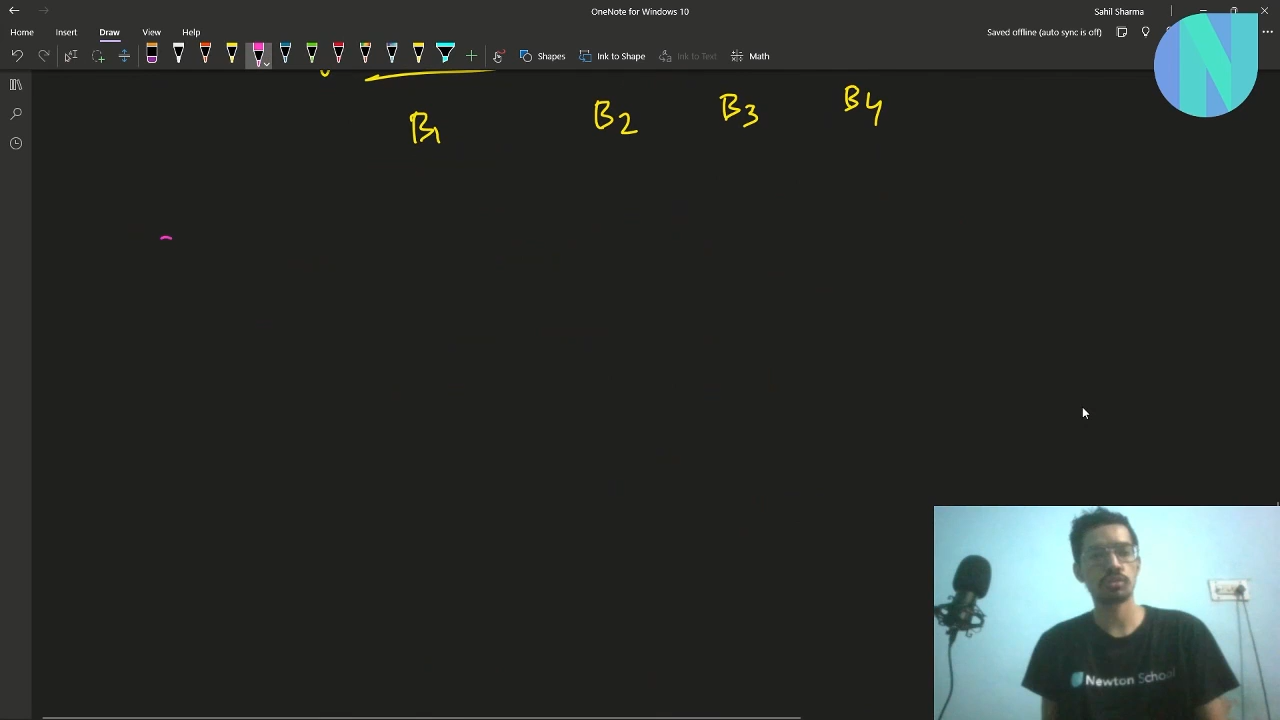 OneNote for Windows 10
Sahil Sharma
Home Insert Draw View Help
Saved offline (auto sync is off)
Shapes Ink to Shape Ink to Text Math
B1 B2 B3 B4
Newton School